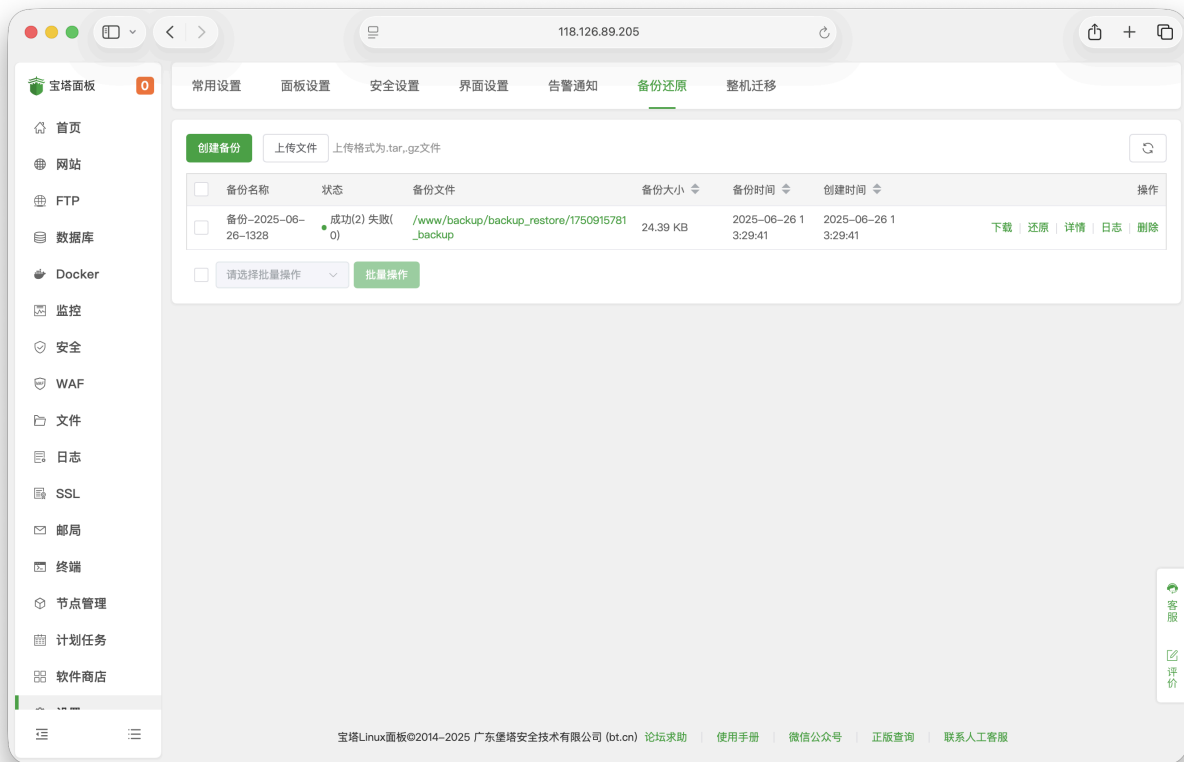 118.126.89.205
宝塔面板
0
常用设置
面板设置
安全设置
界面设置
告警通知
备份还原
整机迁移
首页
网站
FTP
数据库
Docker
监控
安全
WAF
文件
日志
SSL
邮局
终端
节点管理
计划任务
软件商店
创建备份
上传文件
上传格式为.tar,.gz文件
备份名称
状态
备份文件
备份大小
备份时间
创建时间
操作
备份-2025-06-
26-1328
成功(2) 失败(
0)
/www/backup/backup_restore/1750915781
_backup
24.39 KB
2025-06-26 1
3:29:41
2025-06-26 1
3:29:41
下载
还原
详情
日志
删除
请选择批量操作
批量操作
客服
评价
宝塔Linux面板©2014-2025 广东堡塔安全技术有限公司 (bt.cn)
论坛求助
使用手册
微信公众号
正版查询
联系人工客服